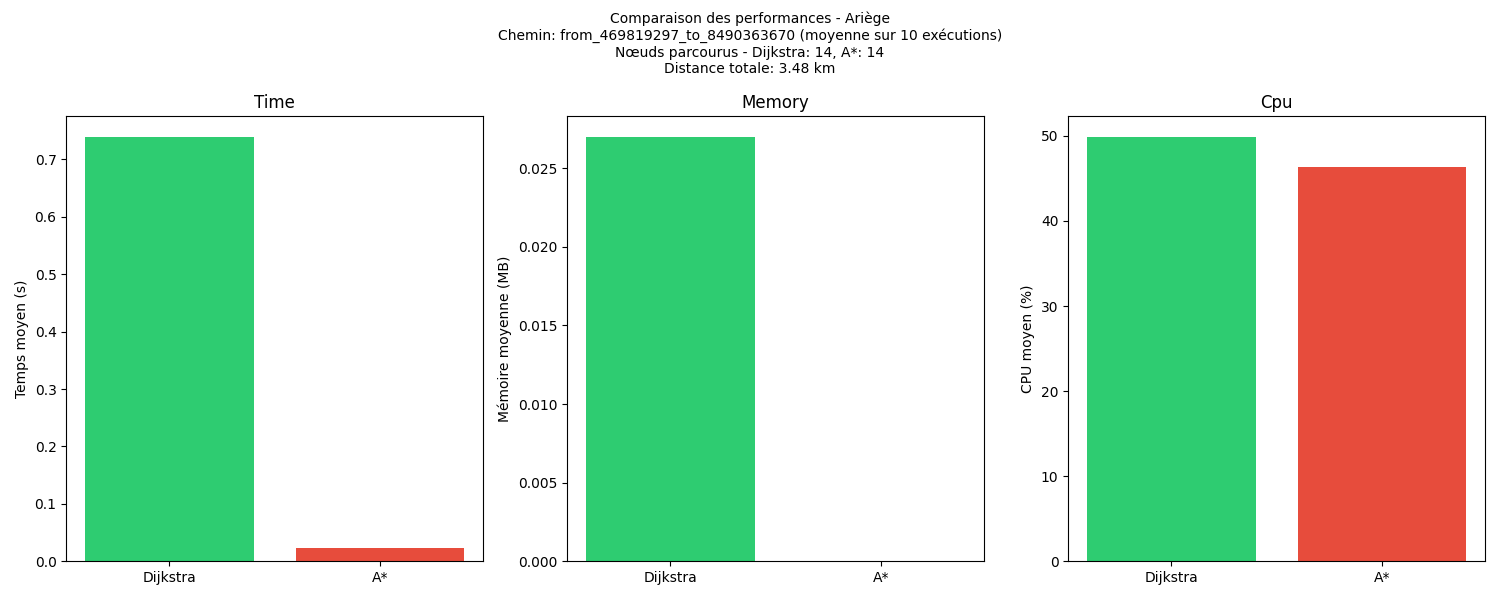 Comparaison des performances - Ariège
Chemin: from_469819297_to_8490363670 (moyenne sur 10 exécutions)
Nœuds parcourus - Dijkstra: 14, A*: 14
Distance totale: 3.48 km
Time
Temps moyen (s)
0.7
0.6
0.5
0.4
0.3
0.2
0.1
0.0
Dijkstra
A*
Memory
Mémoire moyenne (MB)
0.025
0.020
0.015
0.010
0.005
0.000
Dijkstra
A*
Cpu
CPU moyen (%)
50
40
30
20
10
0
Dijkstra
A*